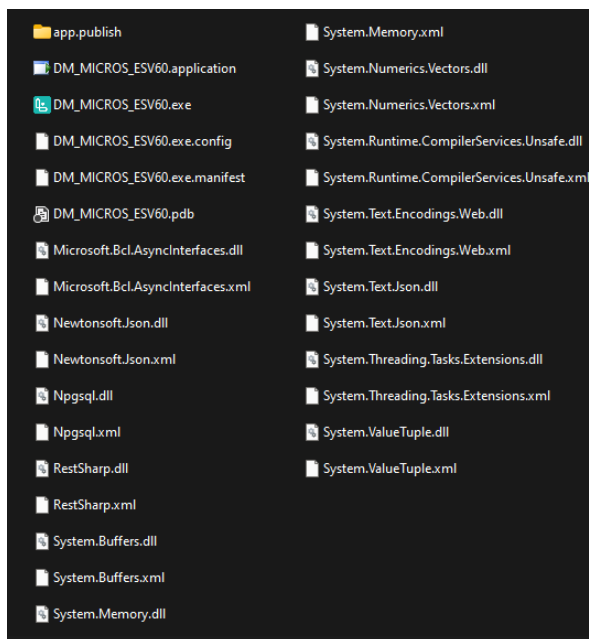 app.publish
DM_MICROS_ESV60.application
DM_MICROS_ESV60.exe
DM_MICROS_ESV60.exe.config
DM_MICROS_ESV60.exe.manifest
DM_MICROS_ESV60.pdb
Microsoft.Bcl.AsyncInterfaces.dll
Microsoft.Bcl.AsyncInterfaces.xml
Newtonsoft.Json.dll
Newtonsoft.Json.xml
Npgsql.dll
Npgsql.xml
RestSharp.dll
RestSharp.xml
System.Buffers.dll
System.Buffers.xml
System.Memory.dll
System.Memory.xml
System.Numerics.Vectors.dll
System.Numerics.Vectors.xml
System.Runtime.CompilerServices.Unsafe.dll
System.Runtime.CompilerServices.Unsafe.xml
System.Text.Encodings.Web.dll
System.Text.Encodings.Web.xml
System.Text.Json.dll
System.Text.Json.xml
System.Threading.Tasks.Extensions.dll
System.Threading.Tasks.Extensions.xml
System.ValueTuple.dll
System.ValueTuple.xml